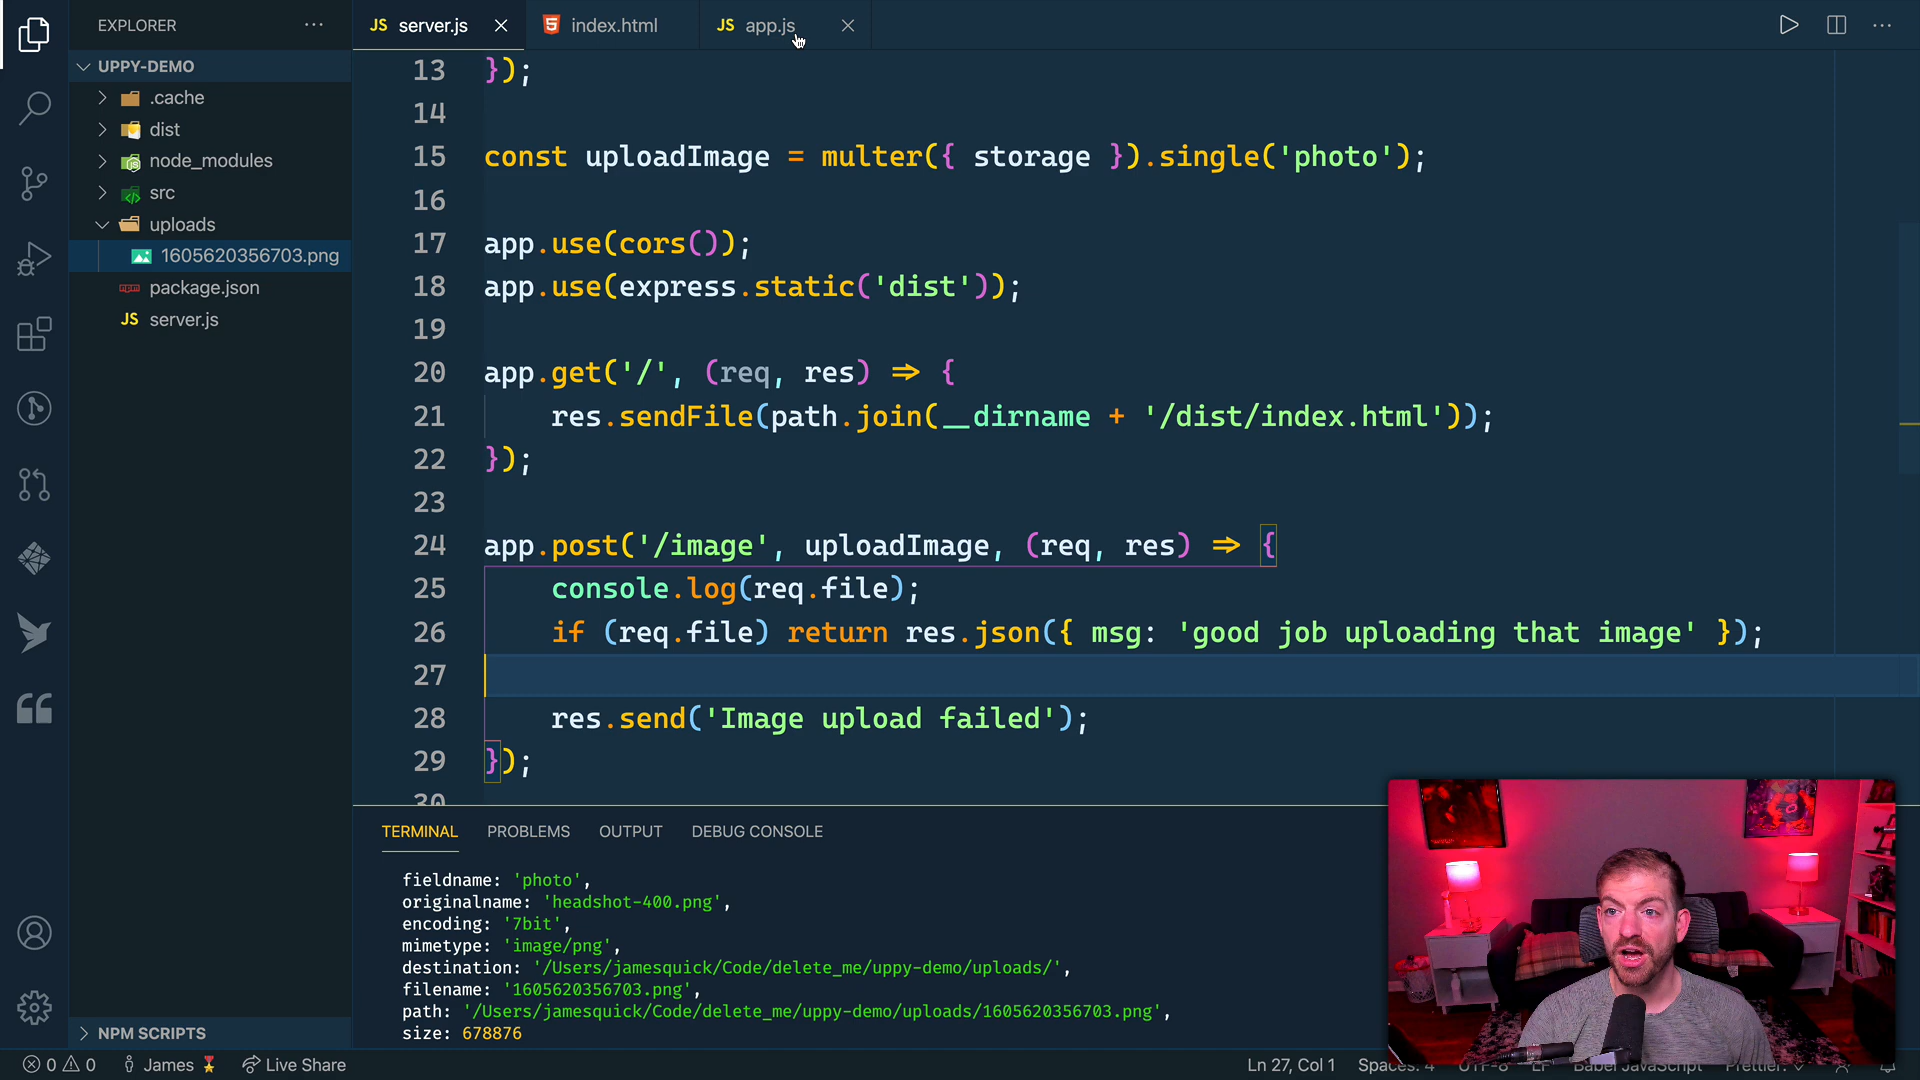 EXPLORER
UPPY-DEMO
.cache
dist
node_modules
src
uploads
1605620356703.png
package.json
JS server.js
NPM SCRIPTS
JS server.js
index.html
JS app.js
13 });
14
15 const uploadImage = multer({ storage }).single('photo');
16
17 app.use(cors());
18 app.use(express.static('dist'));
19
20 app.get('/', (req, res) => {
21 res.sendFile(path.join(__dirname + '/dist/index.html'));
22 });
23
24 app.post('/image', uploadImage, (req, res) => {
25 console.log(req.file);
26 if (req.file) return res.json({ msg: 'good job uploading that image' });
27
28 res.send('Image upload failed');
29 });
30
TERMINAL PROBLEMS OUTPUT DEBUG CONSOLE
fieldname: 'photo',
originalname: 'headshot-400.png',
encoding: '7bit',
mimetype: 'image/png',
destination: '/Users/jamesquick/Code/delete_me/uppy-demo/uploads/',
filename: '1605620356703.png',
path: '/Users/jamesquick/Code/delete_me/uppy-demo/uploads/1605620356703.png',
size: 678876
0 0 James Live Share Ln 27, Col 1 Spaces: 4 UTF-8 LF Babel JavaScript Prettier: